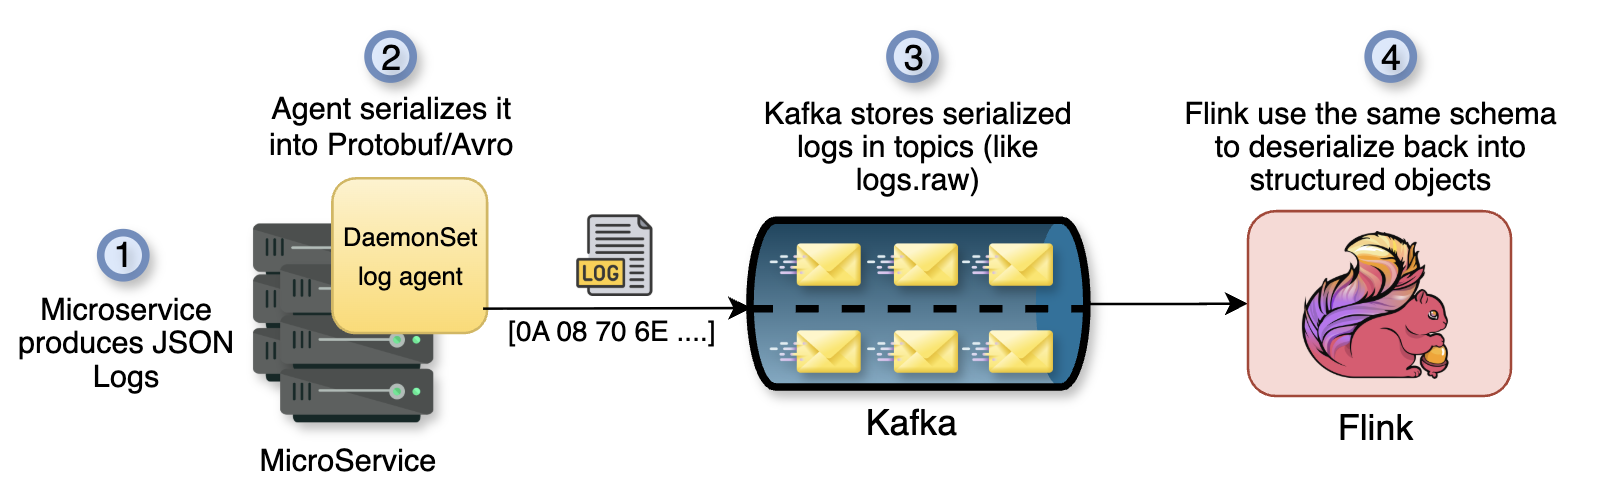 1
Microservice
produces JSON
Logs
2
Agent serializes it
into Protobuf/Avro
DaemonSet
log agent
MicroService
LOG
[0A 08 70 6E ....]
3
Kafka stores serialized
logs in topics (like
logs.raw)
Kafka
4
Flink use the same schema
to deserialize back into
structured objects
Flink